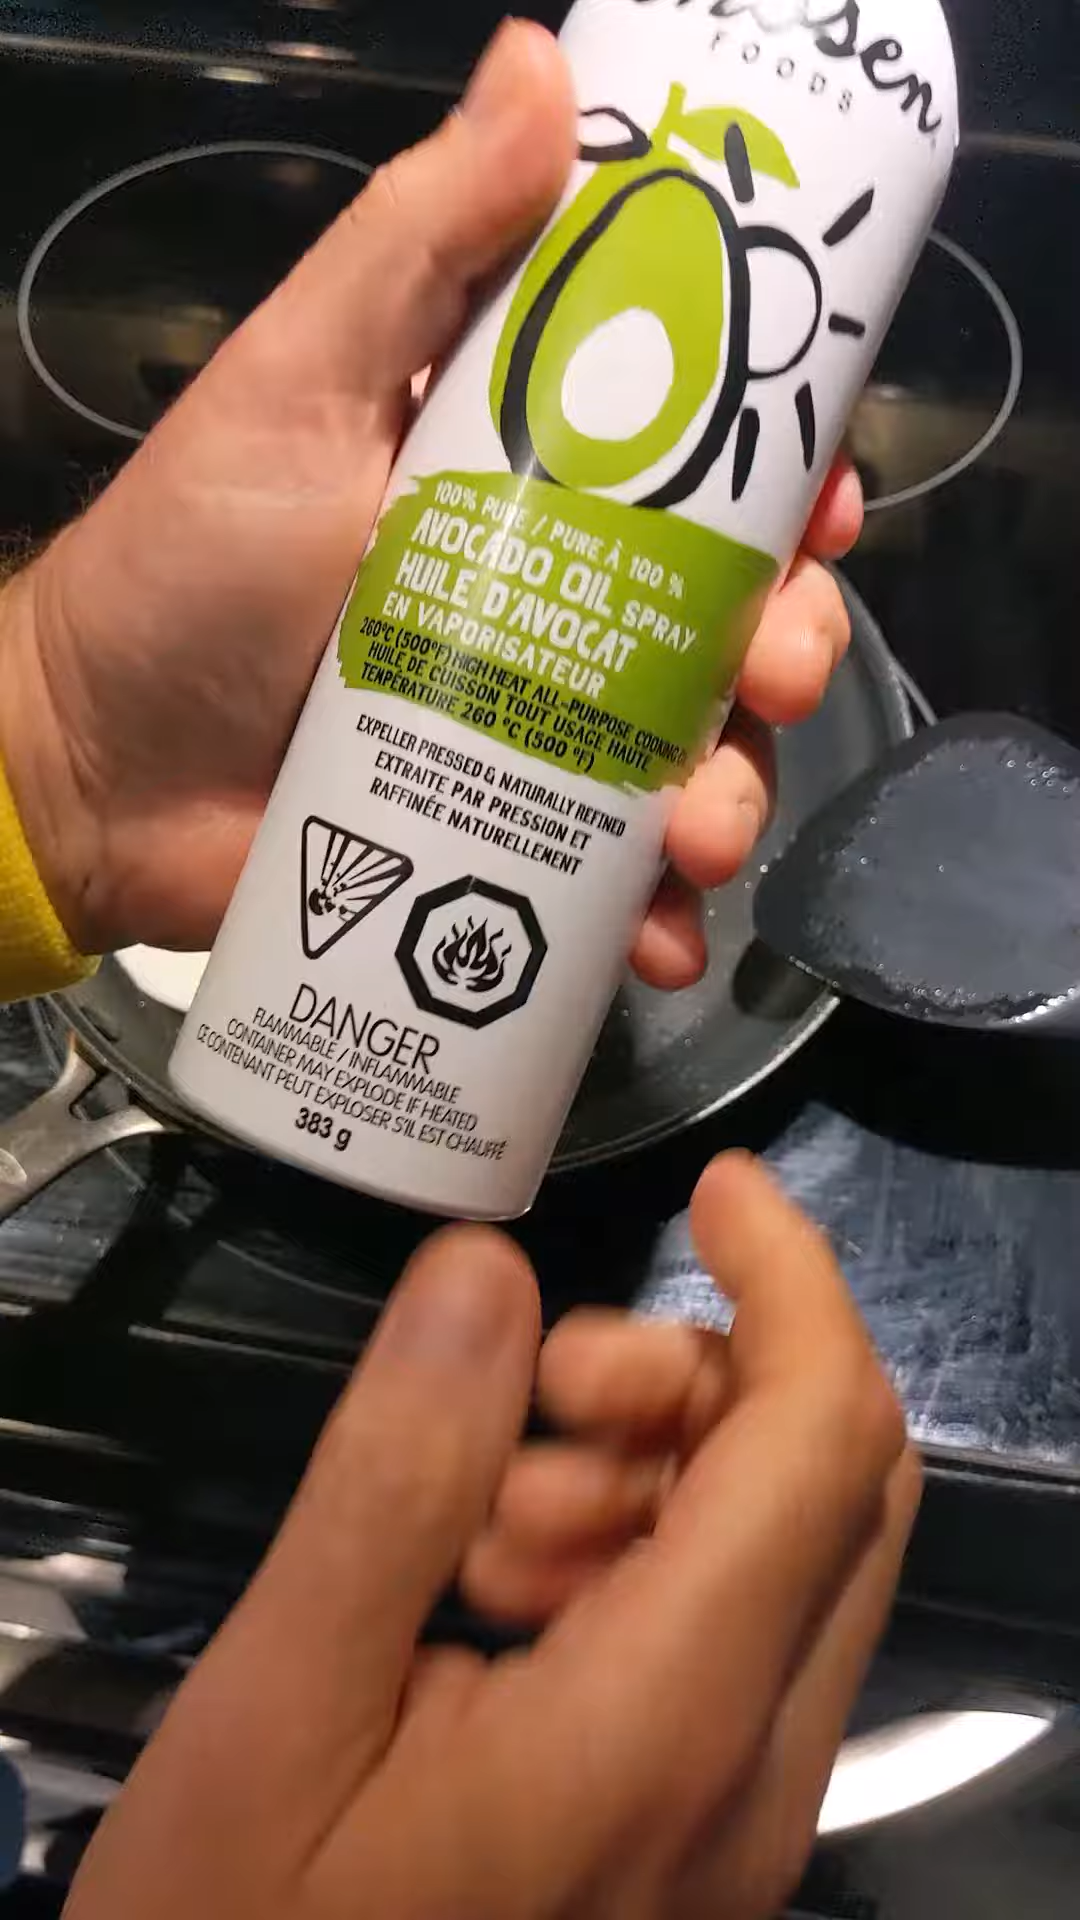 FOODS
100% PURE / PURE À 100 %
AVOCADO OIL SPRAY
HUILE D'AVOCAT
EN VAPORISATEUR
260°C (500°F) HIGH HEAT ALL-PURPOSE COOKING
HUILE DE CUISSON TOUT USAGE HAUTE
TEMPÉRATURE 260 °C (500 °F)
EXPELLER PRESSED & NATURALLY REFINED
EXTRAITE PAR PRESSION ET
RAFFINÉE NATURELLEMENT
DANGER
FLAMMABLE / INFLAMMABLE
CONTAINER MAY EXPLODE IF HEATED
CE CONTENANT PEUT EXPLOSER S'IL EST CHAUFFÉ
383 g